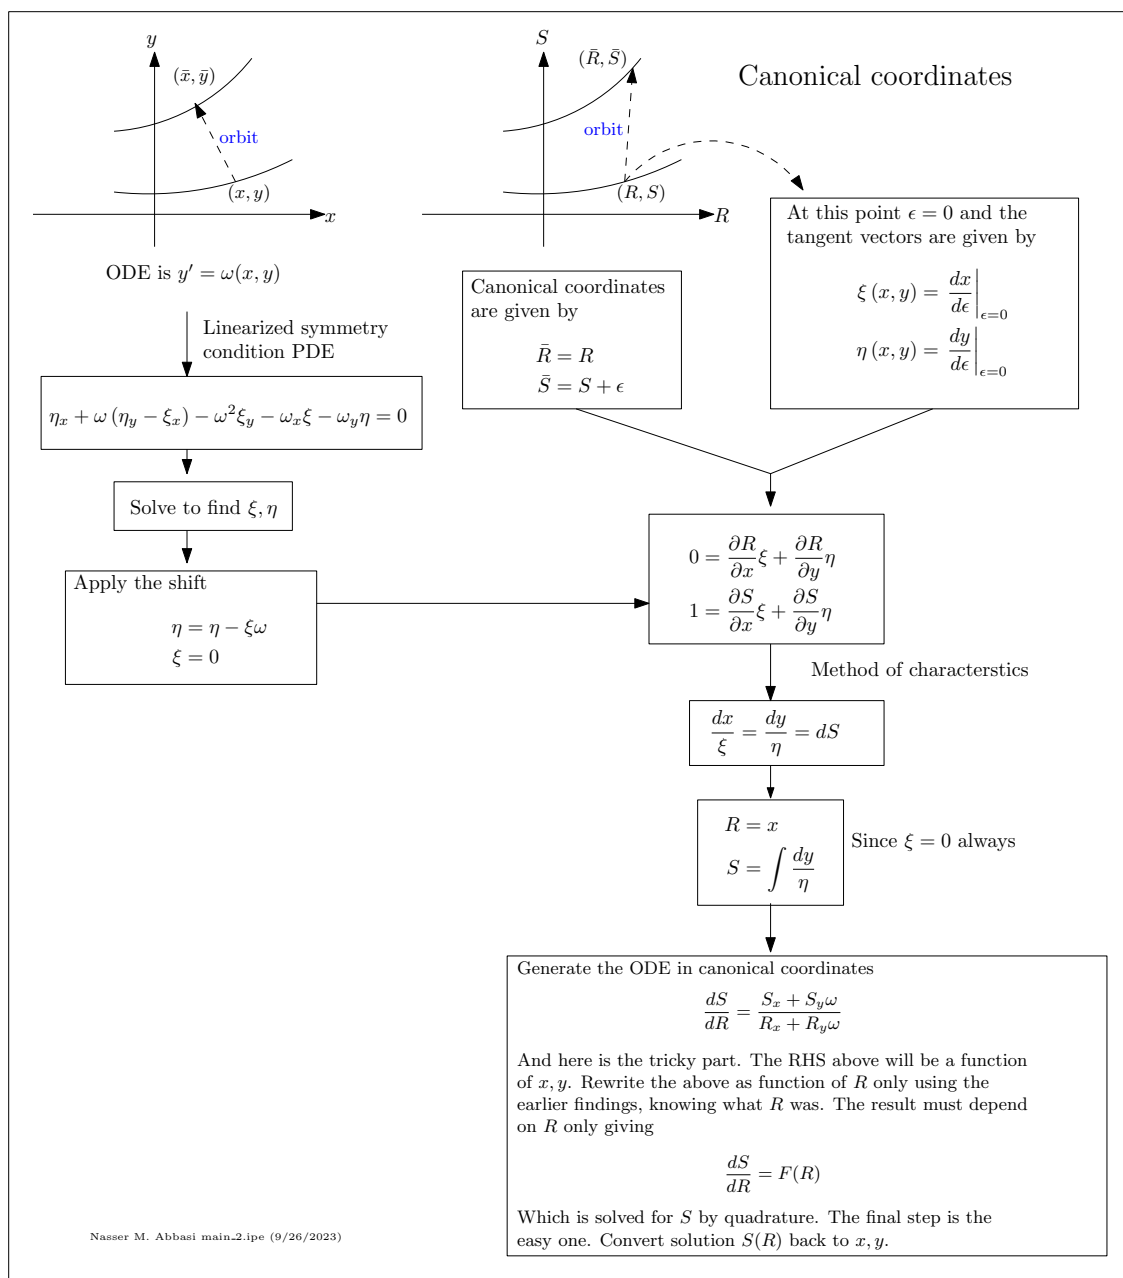 Canonical coordinates
y
(x̄, ȳ)
orbit
(x, y)
x
S
(R̄, S̄)
orbit
(R, S)
R
At this point ϵ = 0 and the
tangent vectors are given by
ξ (x, y) = dx/dϵ |ϵ=0
η (x, y) = dy/dϵ |ϵ=0
ODE is y′ = ω(x, y)
Linearized symmetry
condition PDE
ηx + ω (ηy − ξx) − ω²ξy − ωxξ − ωyη = 0
Solve to find ξ, η
Apply the shift
η = η − ξω
ξ = 0
Canonical coordinates
are given by
R̄ = R
S̄ = S + ϵ
0 = ∂R/∂x ξ + ∂R/∂y η
1 = ∂S/∂x ξ + ∂S/∂y η
Method of characterstics
dx/ξ = dy/η = dS
R = x
S = ∫ dy/η
Since ξ = 0 always
Generate the ODE in canonical coordinates
dS/dR = (Sx + Syω)/(Rx + Ryω)
And here is the tricky part. The RHS above will be a function
of x, y. Rewrite the above as function of R only using the
earlier findings, knowing what R was. The result must depend
on R only giving
dS/dR = F(R)
Which is solved for S by quadrature. The final step is the
easy one. Convert solution S(R) back to x, y.
Nasser M. Abbasi main_2.ipe (9/26/2023)